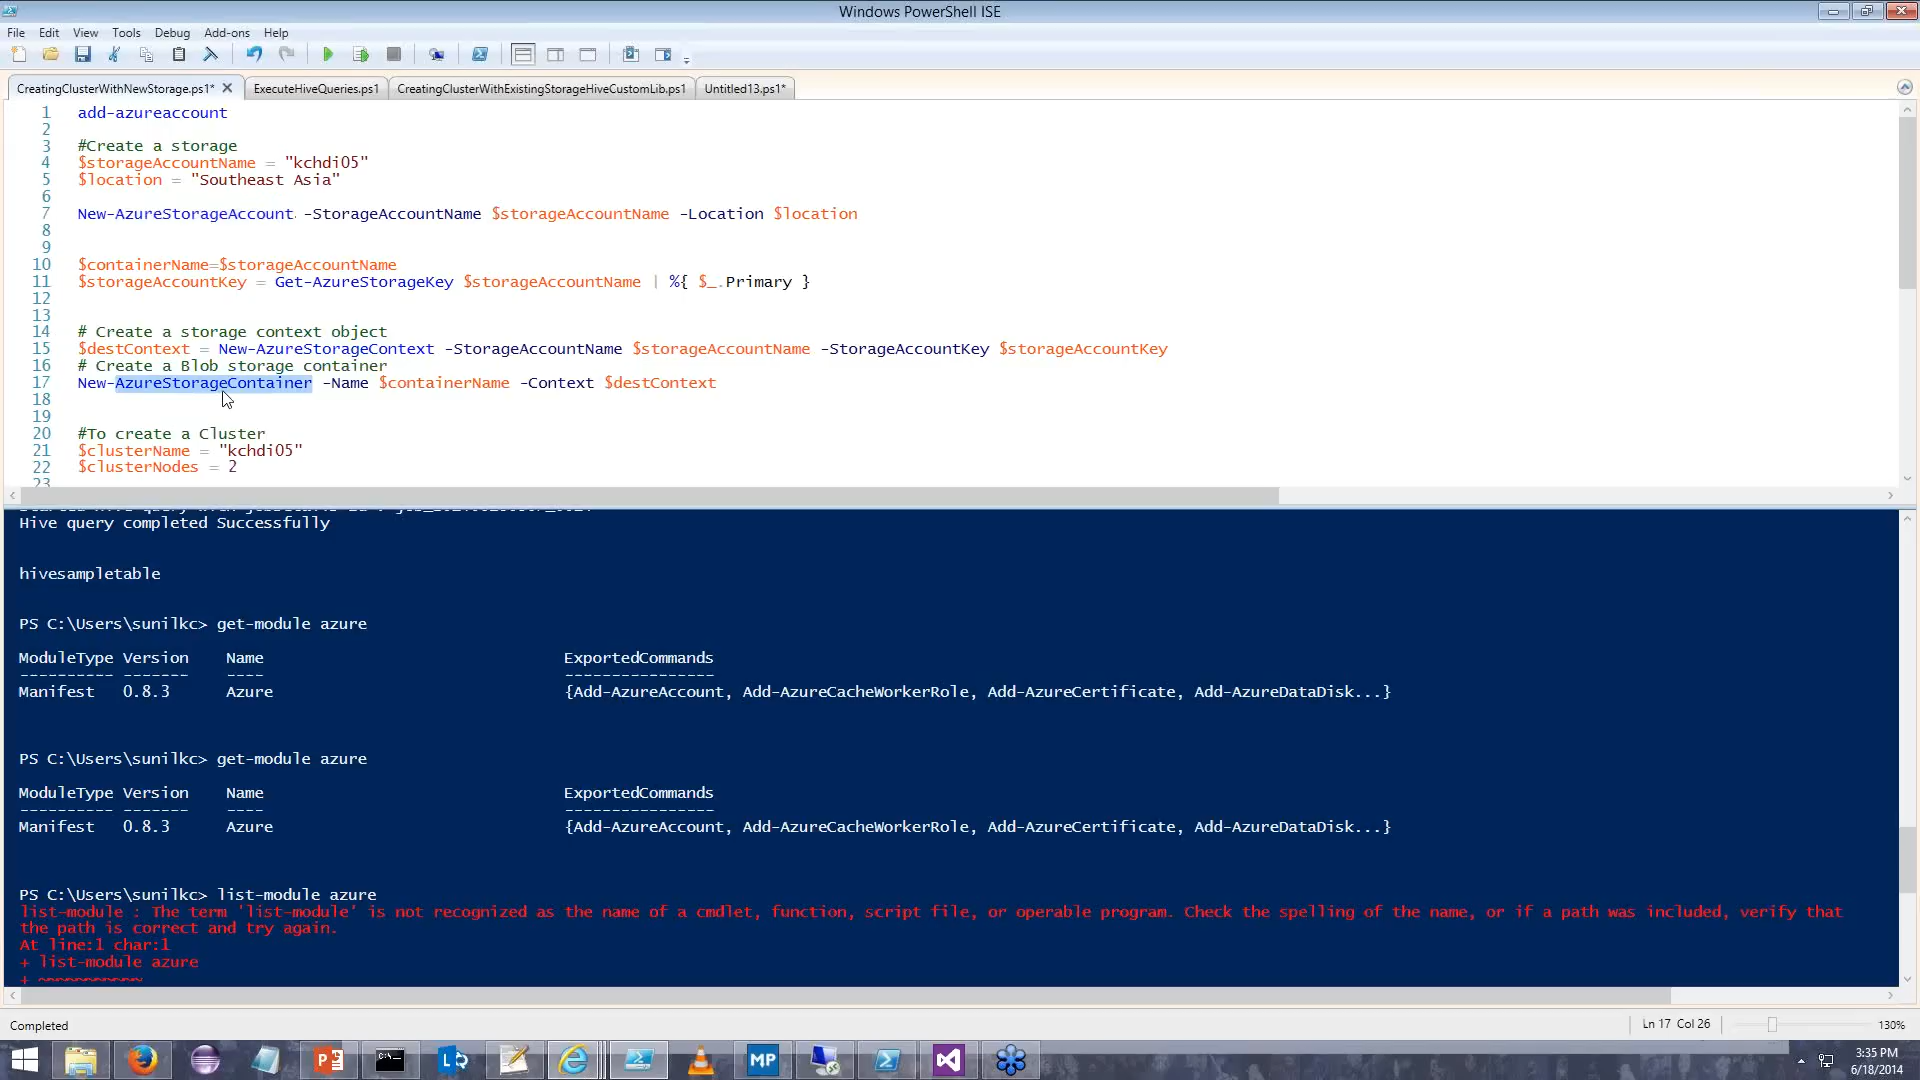 Windows PowerShell ISE
File Edit View Tools Debug Add-ons Help
CreatingClusterWithNewStorage.ps1* ExecuteHiveQueries.ps1 CreatingClusterWithExistingStorageHiveCustomLib.ps1 Untitled13.ps1*
1 add-azureaccount
2
3 #Create a storage
4 $storageAccountName = "kchdi05"
5 $location = "Southeast Asia"
6
7 New-AzureStorageAccount -StorageAccountName $storageAccountName -Location $location
8
9
10 $containerName=$storageAccountName
11 $storageAccountKey = Get-AzureStorageKey $storageAccountName | %{ $_.Primary }
12
13
14 # Create a storage context object
15 $destContext = New-AzureStorageContext -StorageAccountName $storageAccountName -StorageAccountKey $storageAccountKey
16 # Create a Blob storage container
17 New-AzureStorageContainer -Name $containerName -Context $destContext
18
19
20 #To create a Cluster
21 $clusterName = "kchdi05"
22 $clusterNodes = 2
23
Hive query completed Successfully
hivesampletable
PS C:\Users\sunilkc> get-module azure
ModuleType Version Name ExportedCommands
---------- ------- ---- ----------------
Manifest 0.8.3 Azure {Add-AzureAccount, Add-AzureCacheWorkerRole, Add-AzureCertificate, Add-AzureDataDisk...}
PS C:\Users\sunilkc> get-module azure
ModuleType Version Name ExportedCommands
---------- ------- ---- ----------------
Manifest 0.8.3 Azure {Add-AzureAccount, Add-AzureCacheWorkerRole, Add-AzureCertificate, Add-AzureDataDisk...}
PS C:\Users\sunilkc> list-module azure
list-module : The term 'list-module' is not recognized as the name of a cmdlet, function, script file, or operable program. Check the spelling of the name, or if a path was included, verify that
the path is correct and try again.
At line:1 char:1
+ list-module azure
+ ~~~~~~~~~~~
Completed Ln 17 Col 26 130%
MP
3:35 PM
6/18/2014